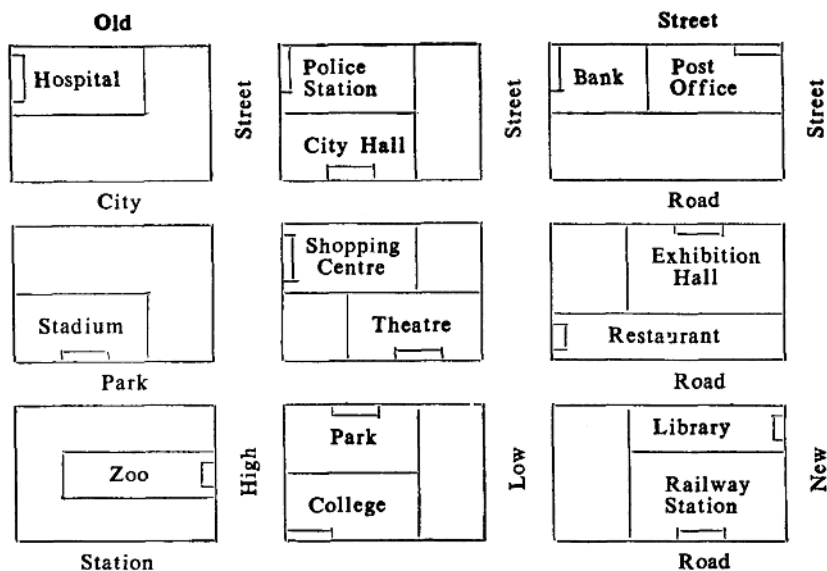 Old Street
Hospital
Police
Station
Bank
Post
Office
Street
Street
Street
City Hall
City Road
Shopping
Centre
Exhibition
Hall
Stadium
Theatre
Restaurant
Park Road
Zoo
Park
Library
College
Railway
Station
High
Low
New
Station Road